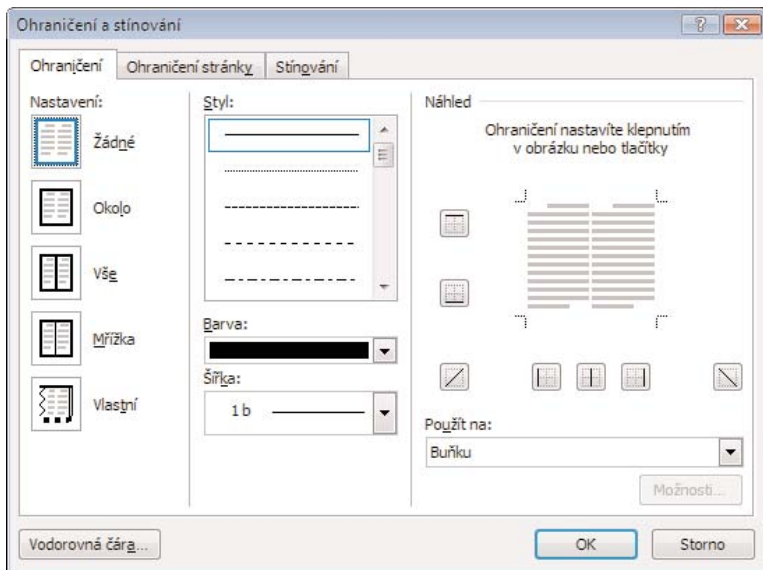 Ohraničení a stínování
Ohraničení
Ohraničení stránky
Stínování
Nastavení:
Žádné
Okolo
Vše
Mřížka
Vlastní
Styl:
Barva:
Šířka:
1 b
Náhled
Ohraničení nastavíte klepnutím
v obrázku nebo tlačítky
Použít na:
Buňku
Možnosti...
Vodorovná čára...
OK
Storno